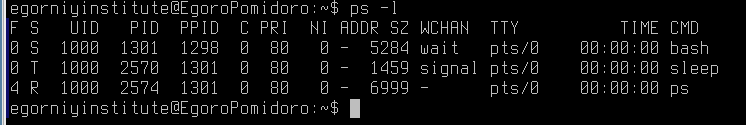 egorniyinstitute@EgoroPomidoro:~$ ps -l
F S   UID   PID  PPID  C PRI  NI ADDR SZ WCHAN  TTY          TIME CMD
0 S  1000  1301  1298  0  80   0 -  5284 wait   pts/0    00:00:00 bash
0 T  1000  2570  1301  0  80   0 -  1459 signal pts/0    00:00:00 sleep
4 R  1000  2574  1301  0  80   0 -  6999 -      pts/0    00:00:00 ps
egorniyinstitute@EgoroPomidoro:~$